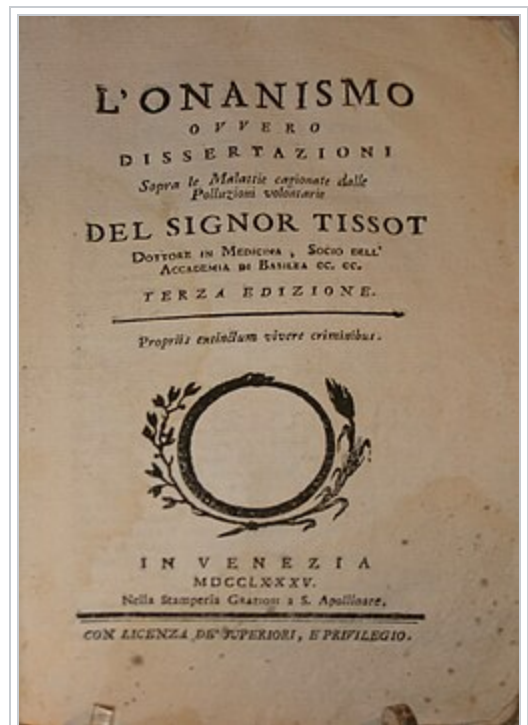 L'ONANISMO
OVVERO
DISSERTAZIONI
Sopra le Malattie cagionate dalle
Polluzioni volontarie
DEL SIGNOR TISSOT
DOTTORE IN MEDICINA, SOCIO DELL'
ACCADEMIA DI BASILEA ec. ec.
TERZA EDIZIONE.
Propriis extinctum vivere criminibus.
IN VENEZIA
MDCCLXXXV.
Nella Stamperia GRAZIOSI a S. Apollinare.
CON LICENZA DE' SUPERIORI, E PRIVILEGIO.